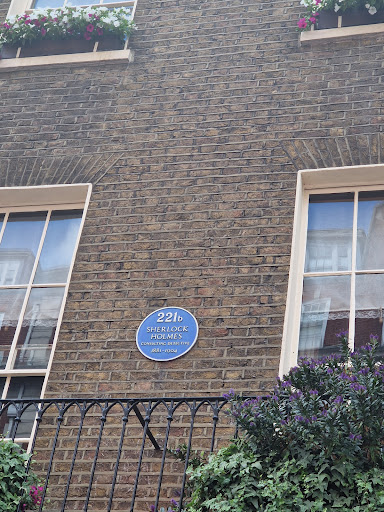 221b
SHERLOCK
HOLMES
CONSULTING DETECTIVE
1881-1904